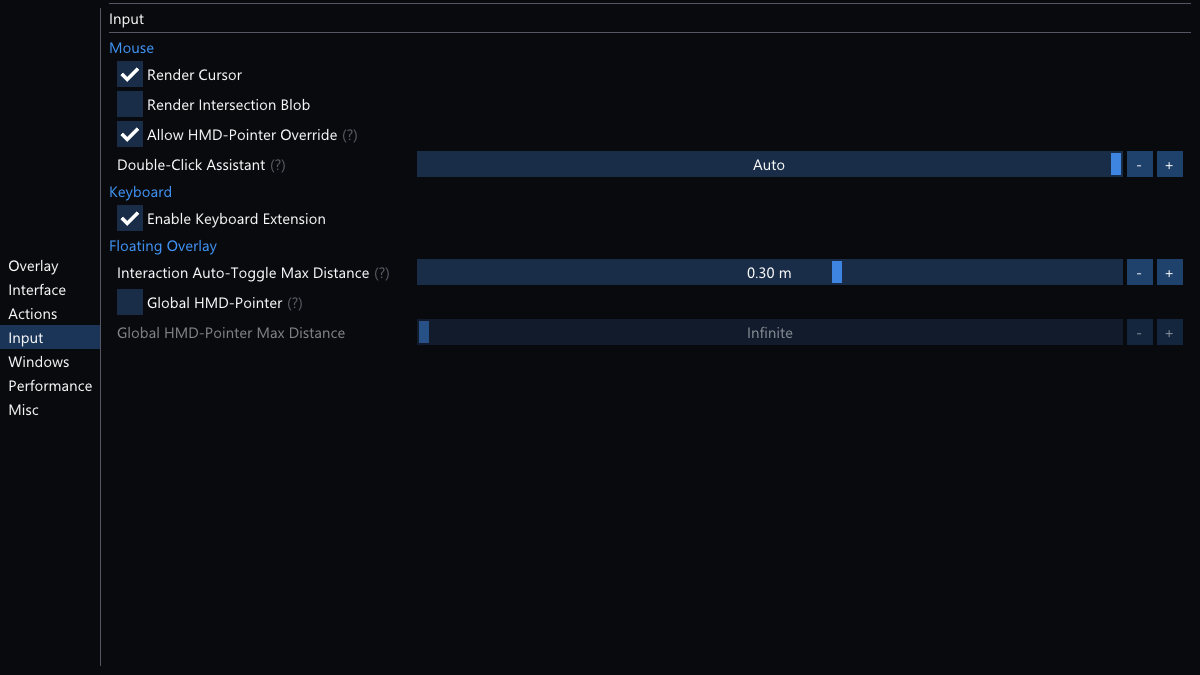 Input
Mouse
Render Cursor
Render Intersection Blob
Allow HMD-Pointer Override (?)
Double-Click Assistant (?) Auto - +
Keyboard
Enable Keyboard Extension
Floating Overlay
Interaction Auto-Toggle Max Distance (?) 0.30 m - +
Global HMD-Pointer (?)
Global HMD-Pointer Max Distance Infinite - +
Overlay
Interface
Actions
Input
Windows
Performance
Misc